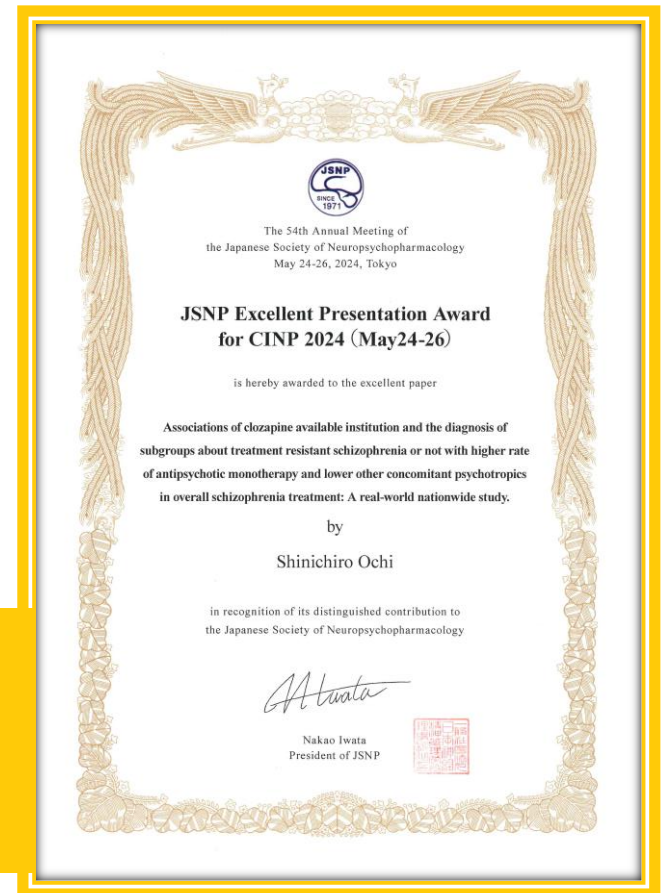 JSNP
SINCE
1971
The 54th Annual Meeting of
the Japanese Society of Neuropsychopharmacology
May 24-26, 2024, Tokyo
JSNP Excellent Presentation Award
for CINP 2024（May24-26）
is hereby awarded to the excellent paper
Associations of clozapine available institution and the diagnosis of
subgroups about treatment resistant schizophrenia or not with higher rate
of antipsychotic monotherapy and lower other concomitant psychotropics
in overall schizophrenia treatment: A real-world nationwide study.
by
Shinichiro Ochi
in recognition of its distinguished contribution to
the Japanese Society of Neuropsychopharmacology
Nakao Iwata
President of JSNP